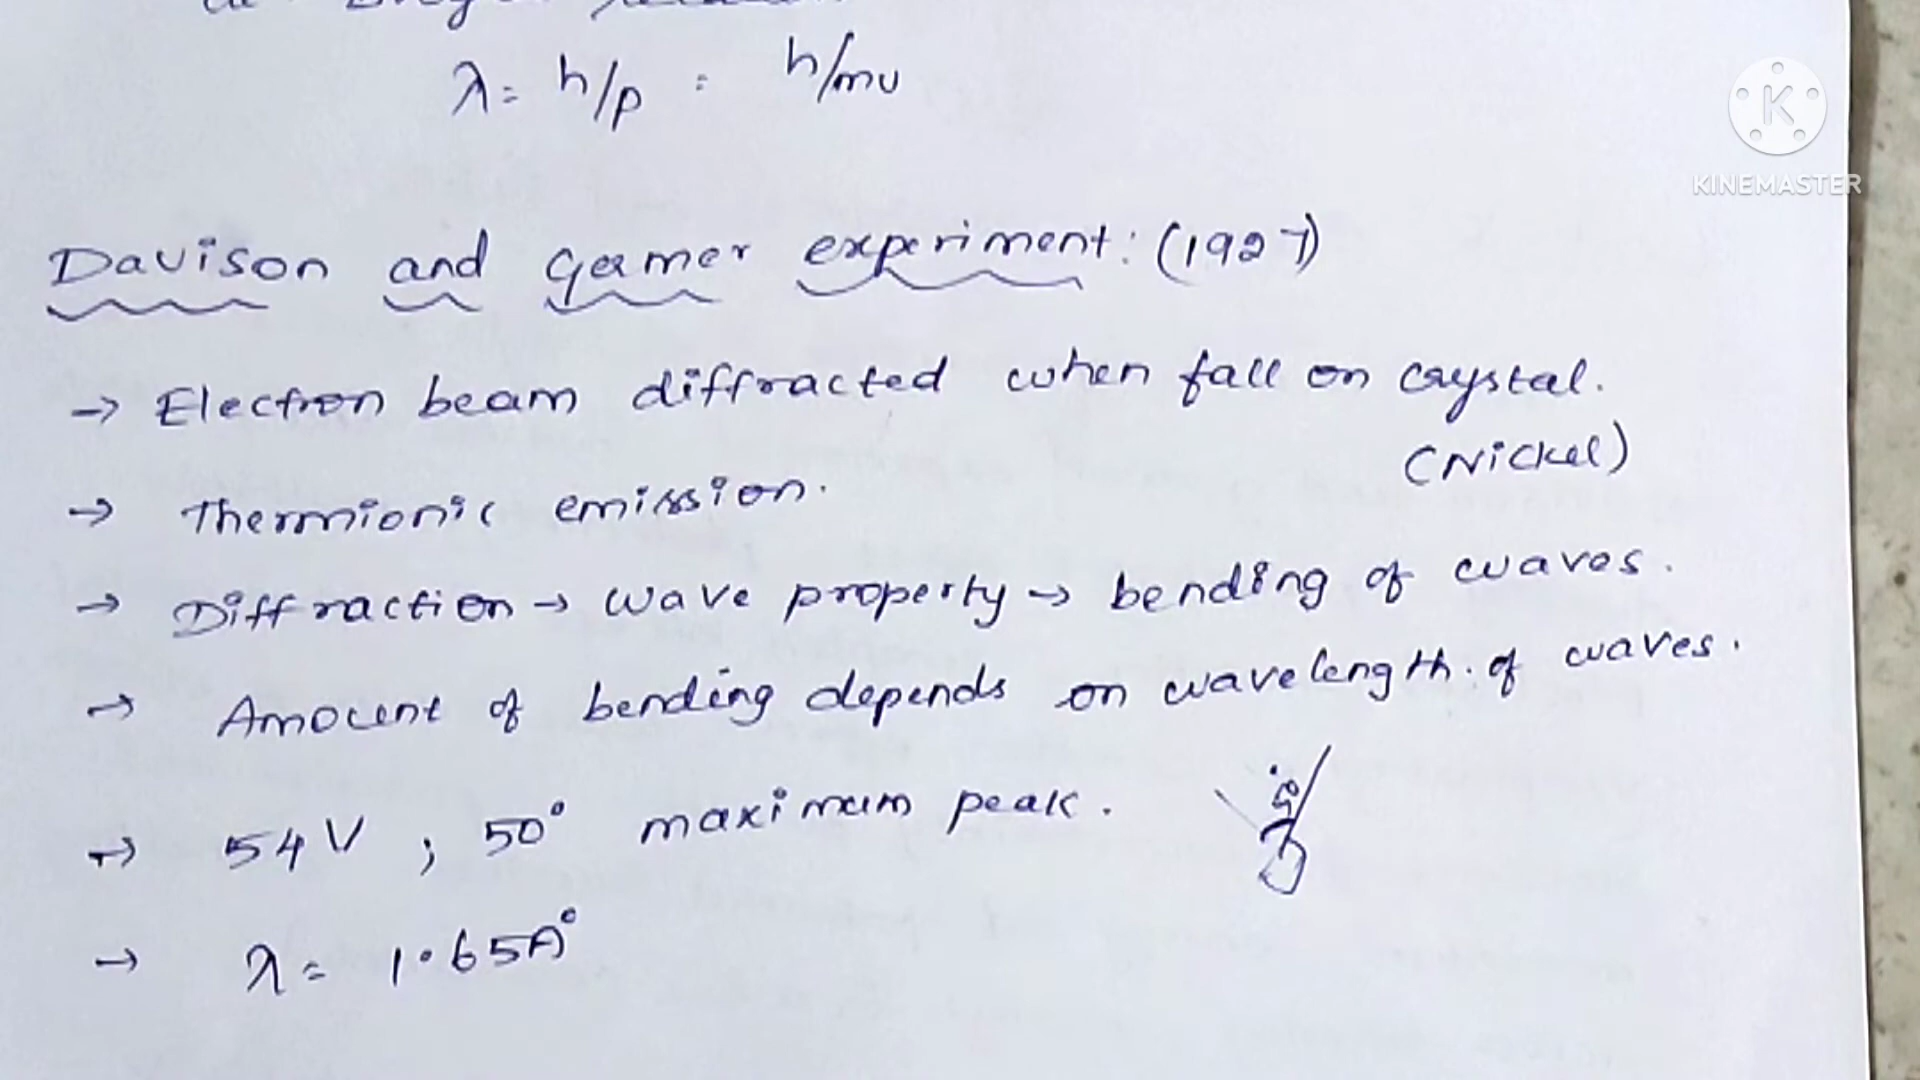 λ = h/p = h/mv
K
KINEMASTER
Davison and Germer experiment: (1927)
→ Electron beam diffracted when fall on crystal.
(Nickel)
→ Thermionic emission.
→ Diffraction → wave property → bending of waves.
→ Amount of bending depends on wavelength. of waves.
→ 54 V ; 50° maximum peak.
→ λ = 1.65A°